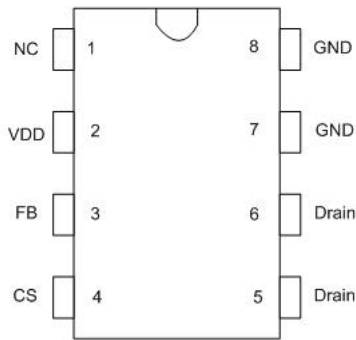 NC 1 8 GND
VDD 2 7 GND
FB 3 6 Drain
CS 4 5 Drain